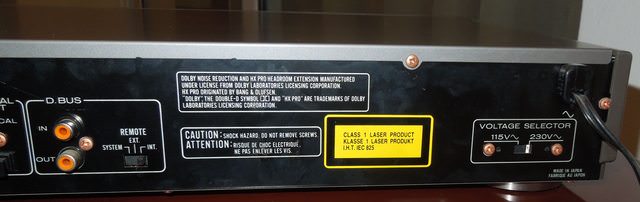 DOLBY NOISE REDUCTION AND HX PRO HEADROOM EXTENSION MANUFACTURED
UNDER LICENSE FROM DOLBY LABORATORIES LICENSING CORPORATION.
HX PRO ORIGINATED BY BANG & OLUFSEN.
"DOLBY", THE DOUBLE-D SYMBOL AND "HX PRO" ARE TRADEMARKS OF DOLBY
LABORATORIES LICENSING CORPORATION.
D.BUS
IN
OUT
REMOTE
EXT.
SYSTEM
INT.
CAUTION: SHOCK HAZARD, DO NOT REMOVE SCREWS.
ATTENTION: RISQUE DE CHOC ELECTRIQUE,
NE PAS ENLEVER LES VIS.
CLASS 1 LASER PRODUCT
KLASSE 1 LASER PRODUKT
I.H.T. IEC 825
VOLTAGE SELECTOR
115V~ 230V~
MADE IN JAPAN
FABRIQUE AU JAPON